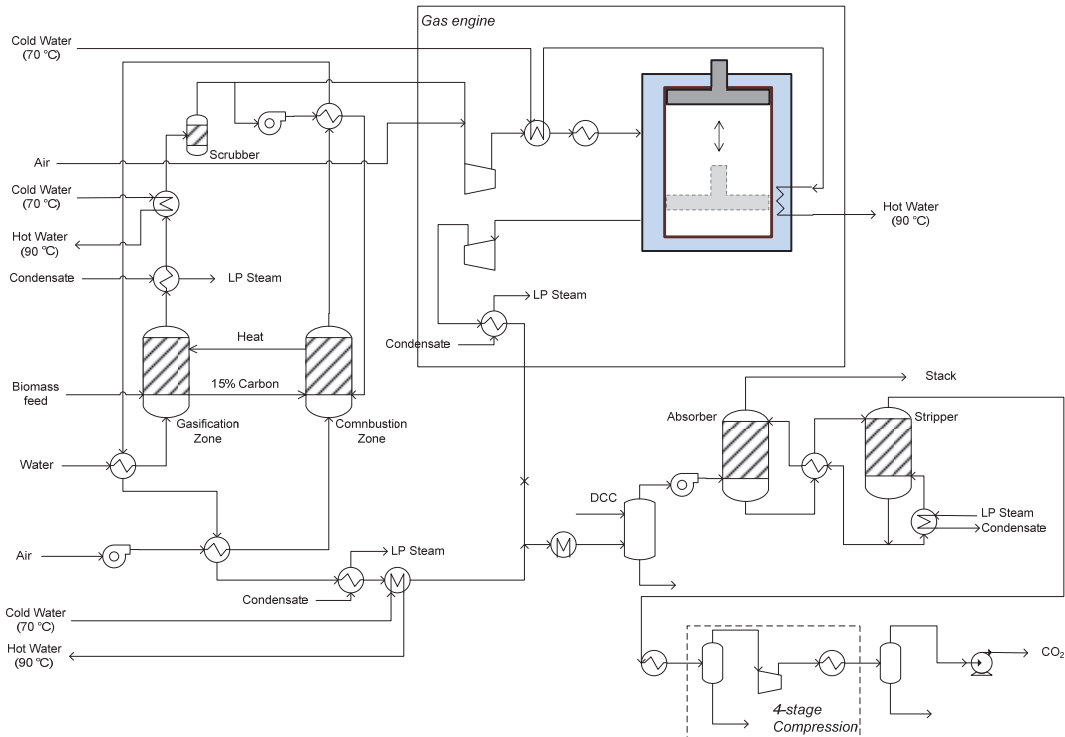 Gas engine
Cold Water
(70 °C)
Scrubber
Air
Cold Water
(70 °C)
Hot Water
(90 °C)
Hot Water
(90 °C)
Condensate
LP Steam
LP Steam
Condensate
Heat
Biomass
feed
15% Carbon
Gasification
Zone
Comnbustion
Zone
Stack
Absorber
Stripper
Water
DCC
LP Steam
Condensate
Air
LP Steam
Condensate
Cold Water
(70 °C)
Hot Water
(90 °C)
CO₂
4-stage
Compression